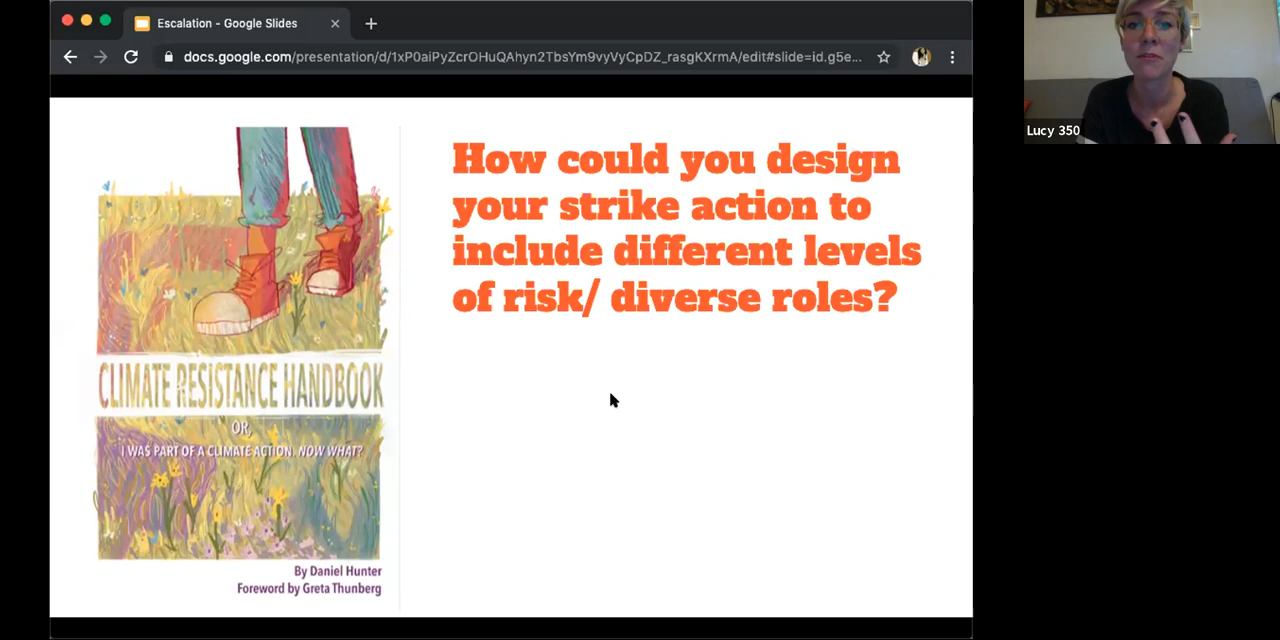 Escalation - Google Slides
docs.google.com/presentation/d/1xP0aiPyZcrOHuQAhyn2TbsYm9vyVyCpDZ_rasgKXrmA/edit#slide=id.g5e...
Lucy 350
How could you design
your strike action to
include different levels
of risk/ diverse roles?
CLIMATE RESISTANCE HANDBOOK
OR,
I WAS PART OF A CLIMATE ACTION. NOW WHAT?
By Daniel Hunter
Foreword by Greta Thunberg